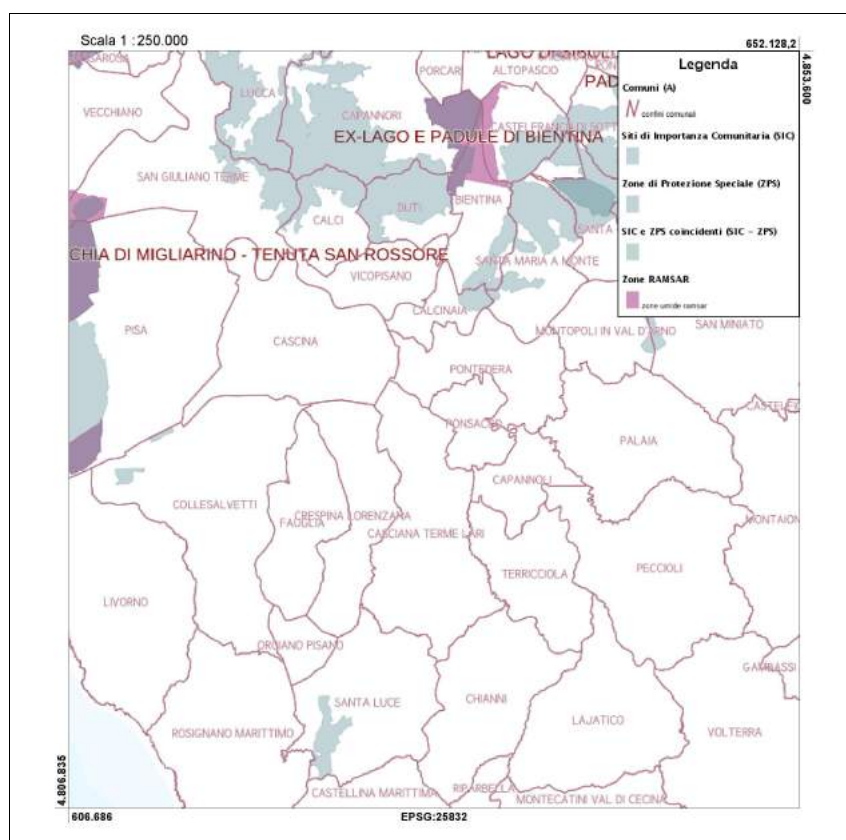 Scala 1 : 250.000
652.128,2
4.853.600
PORCARI
ALTOPASCIO
LUCCA
VECCHIANO
CAPANNORI
EX-LAGO E PADULE DI BIENTINA
SAN GIULIANO TERME
CALCI
BUTI
BIENTINA
CHIA DI MIGLIARINO - TENUTA SAN ROSSORE
SANTA MARIA A MONTE
VICOPISANO
CALCINAIA
PISA
CASCINA
MONTOPOLI IN VAL D'ARNO
SAN MINIATO
PONTEDERA
PALAIA
CAPANNOLI
COLLESALVETTI
FAUGLIA
CRESPINA LORENZANA
CASCIANA TERME LARI
MONTAION
TERRICCIOLA
PECCIOLI
LIVORNO
ORCIANO PISANO
GAMBASSI
SANTA LUCE
CHIANNI
LAJATICO
ROSIGNANO MARITTIMO
VOLTERRA
CASTELLINA MARITTIMA
RIPARBELLA
MONTECATINI VAL DI CECINA
Legenda
Comuni (A)
confini comunali
Siti di Importanza Comunitaria (SIC)
Zone di Protezione Speciale (ZPS)
SIC e ZPS coincidenti (SIC - ZPS)
Zone RAMSAR
zone umide ramsar
4.806.835
606.686
EPSG:25832